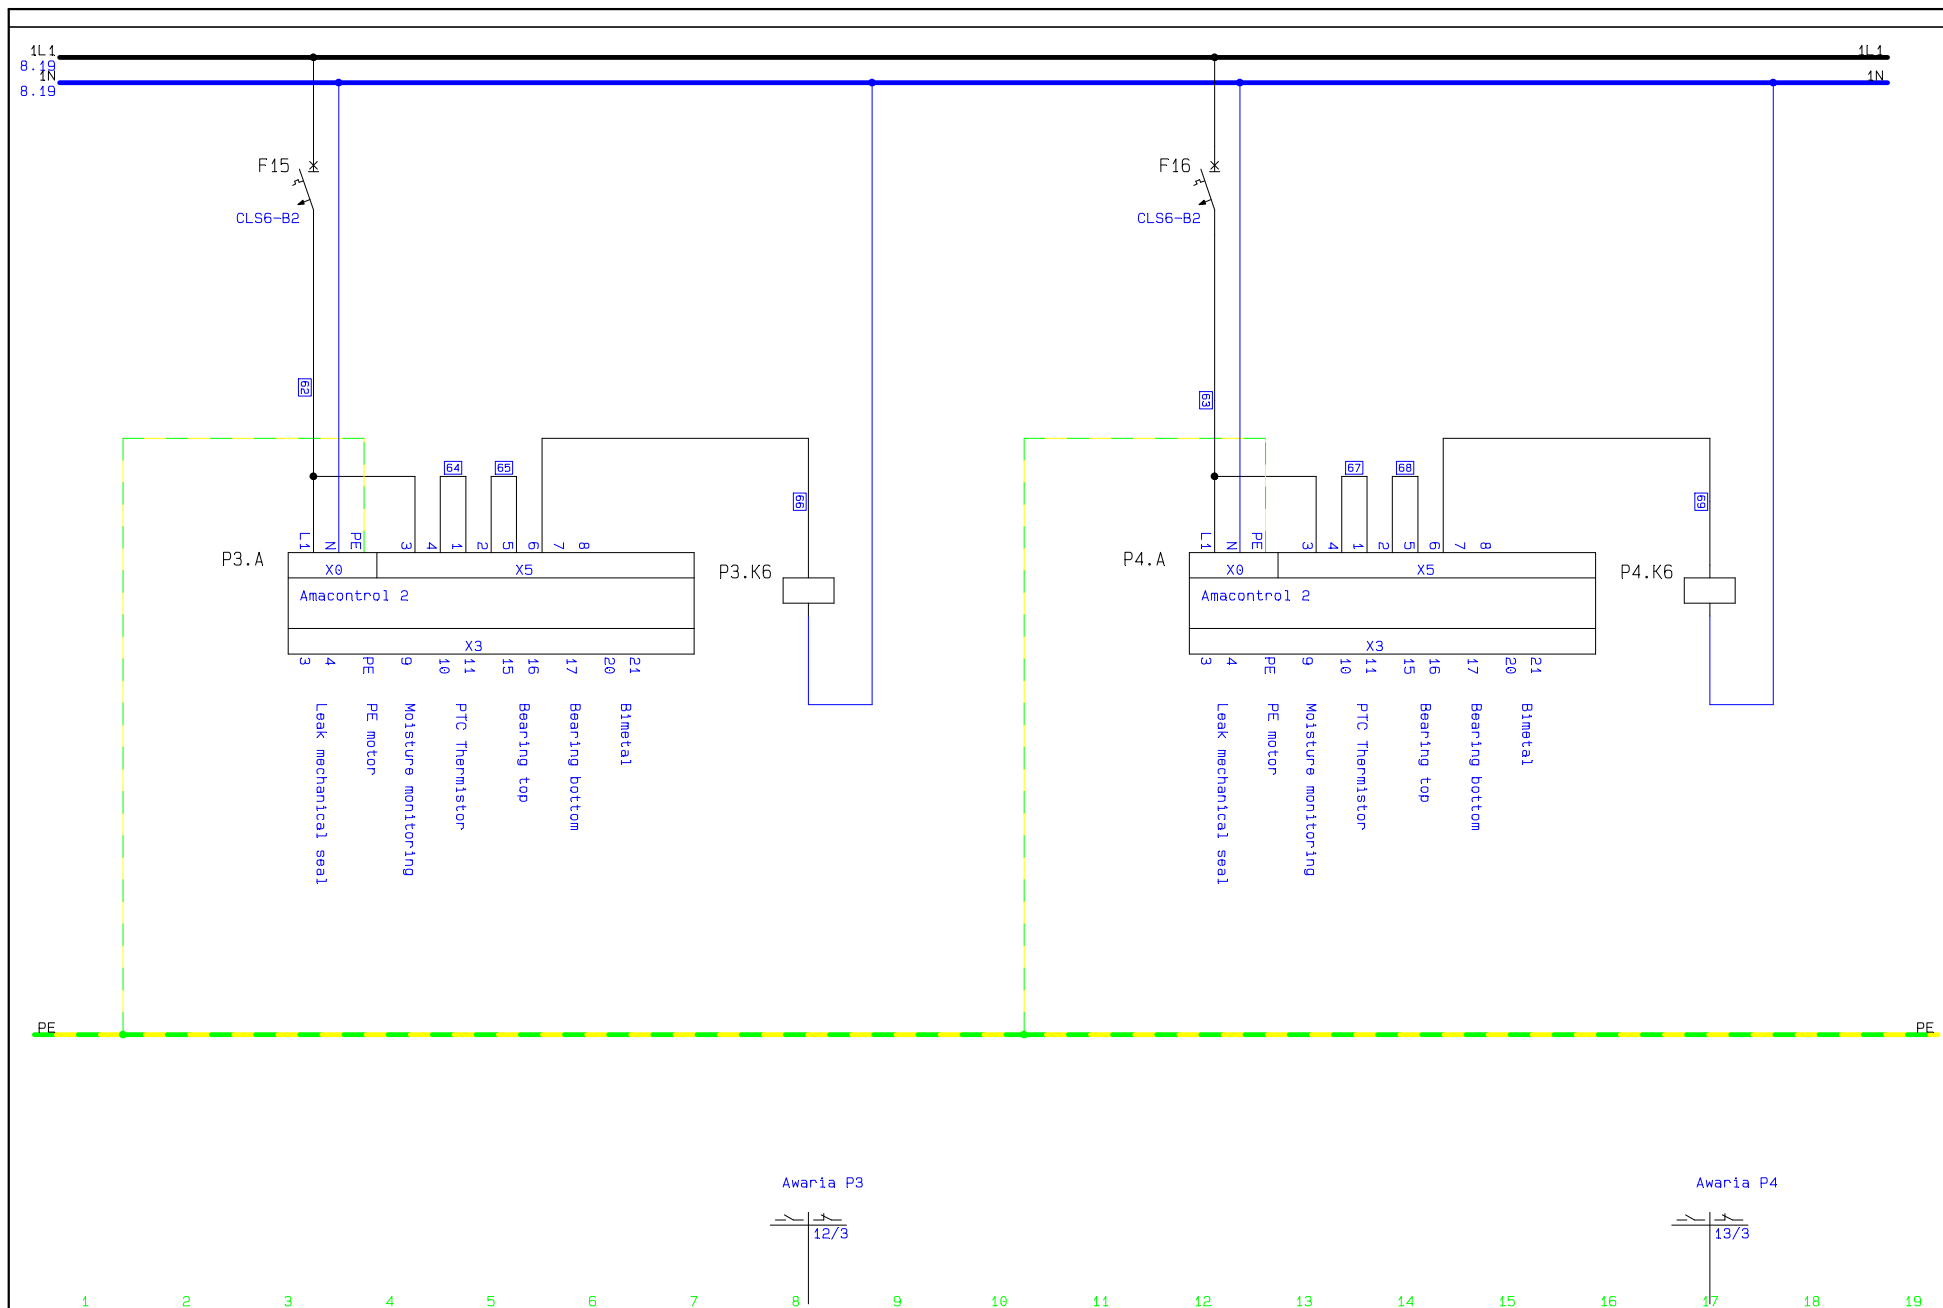 1L1
8.19
1N
8.19
1L1
1N
F15
CLS6-B2
F16
CLS6-B2
62
63
64
65
66
67
68
69
P3.A
L1 N PE 3 4 1 2 5 6 7 8
X0 X5
Amacontrol 2
X3
3 4 PE 9 10 11 15 16 17 20 21
Leak mechanical seal
PE motor
Moisture monitoring
PTC Thermistor
Bearing top
Bearing bottom
Bimetal
P3.K6
P4.A
L1 N PE 3 4 1 2 5 6 7 8
X0 X5
Amacontrol 2
X3
3 4 PE 9 10 11 15 16 17 20 21
Leak mechanical seal
PE motor
Moisture monitoring
PTC Thermistor
Bearing top
Bearing bottom
Bimetal
P4.K6
PE
PE
Awaria P3
12/3
Awaria P4
13/3
1 2 3 4 5 6 7 8 9 10 11 12 13 14 15 16 17 18 19